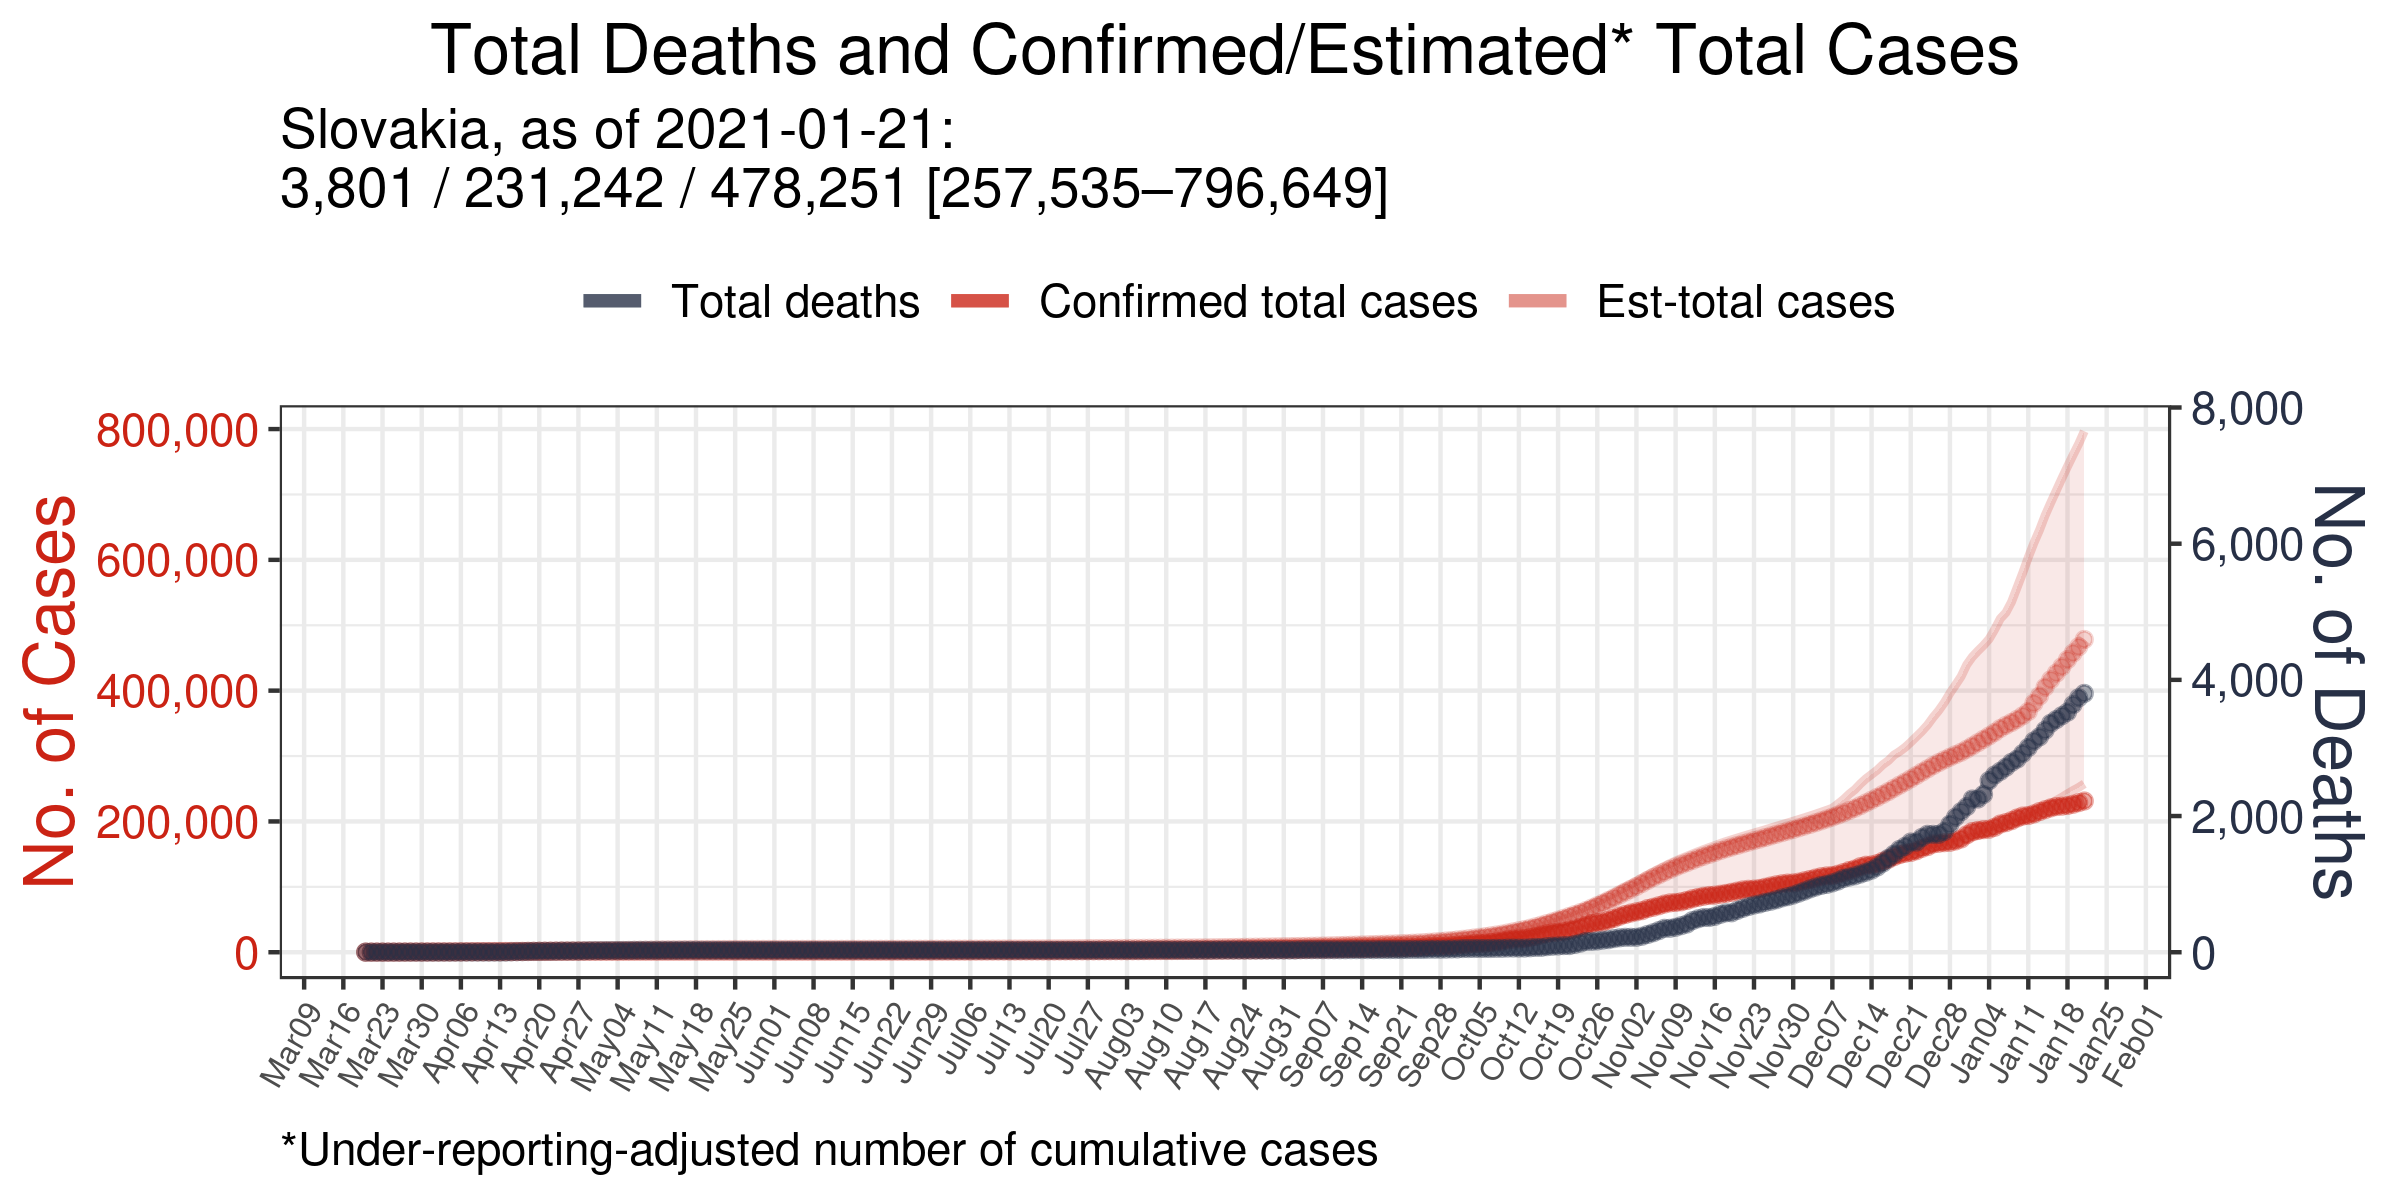 Total Deaths and Confirmed/Estimated* Total Cases
Slovakia, as of 2021-01-21:
3,801 / 231,242 / 478,251 [257,535–796,649]
Total deaths
Confirmed total cases
Est-total cases
No. of Cases
800,000
600,000
400,000
200,000
0
8,000
6,000
4,000
2,000
0
No. of Deaths
Mar09
Mar16
Mar23
Mar30
Apr06
Apr13
Apr20
Apr27
May04
May11
May18
May25
Jun01
Jun08
Jun15
Jun22
Jun29
Jul06
Jul13
Jul20
Jul27
Aug03
Aug10
Aug17
Aug24
Aug31
Sep07
Sep14
Sep21
Sep28
Oct05
Oct12
Oct19
Oct26
Nov02
Nov09
Nov16
Nov23
Nov30
Dec07
Dec14
Dec21
Dec28
Jan04
Jan11
Jan18
Jan25
Feb01
*Under-reporting-adjusted number of cumulative cases